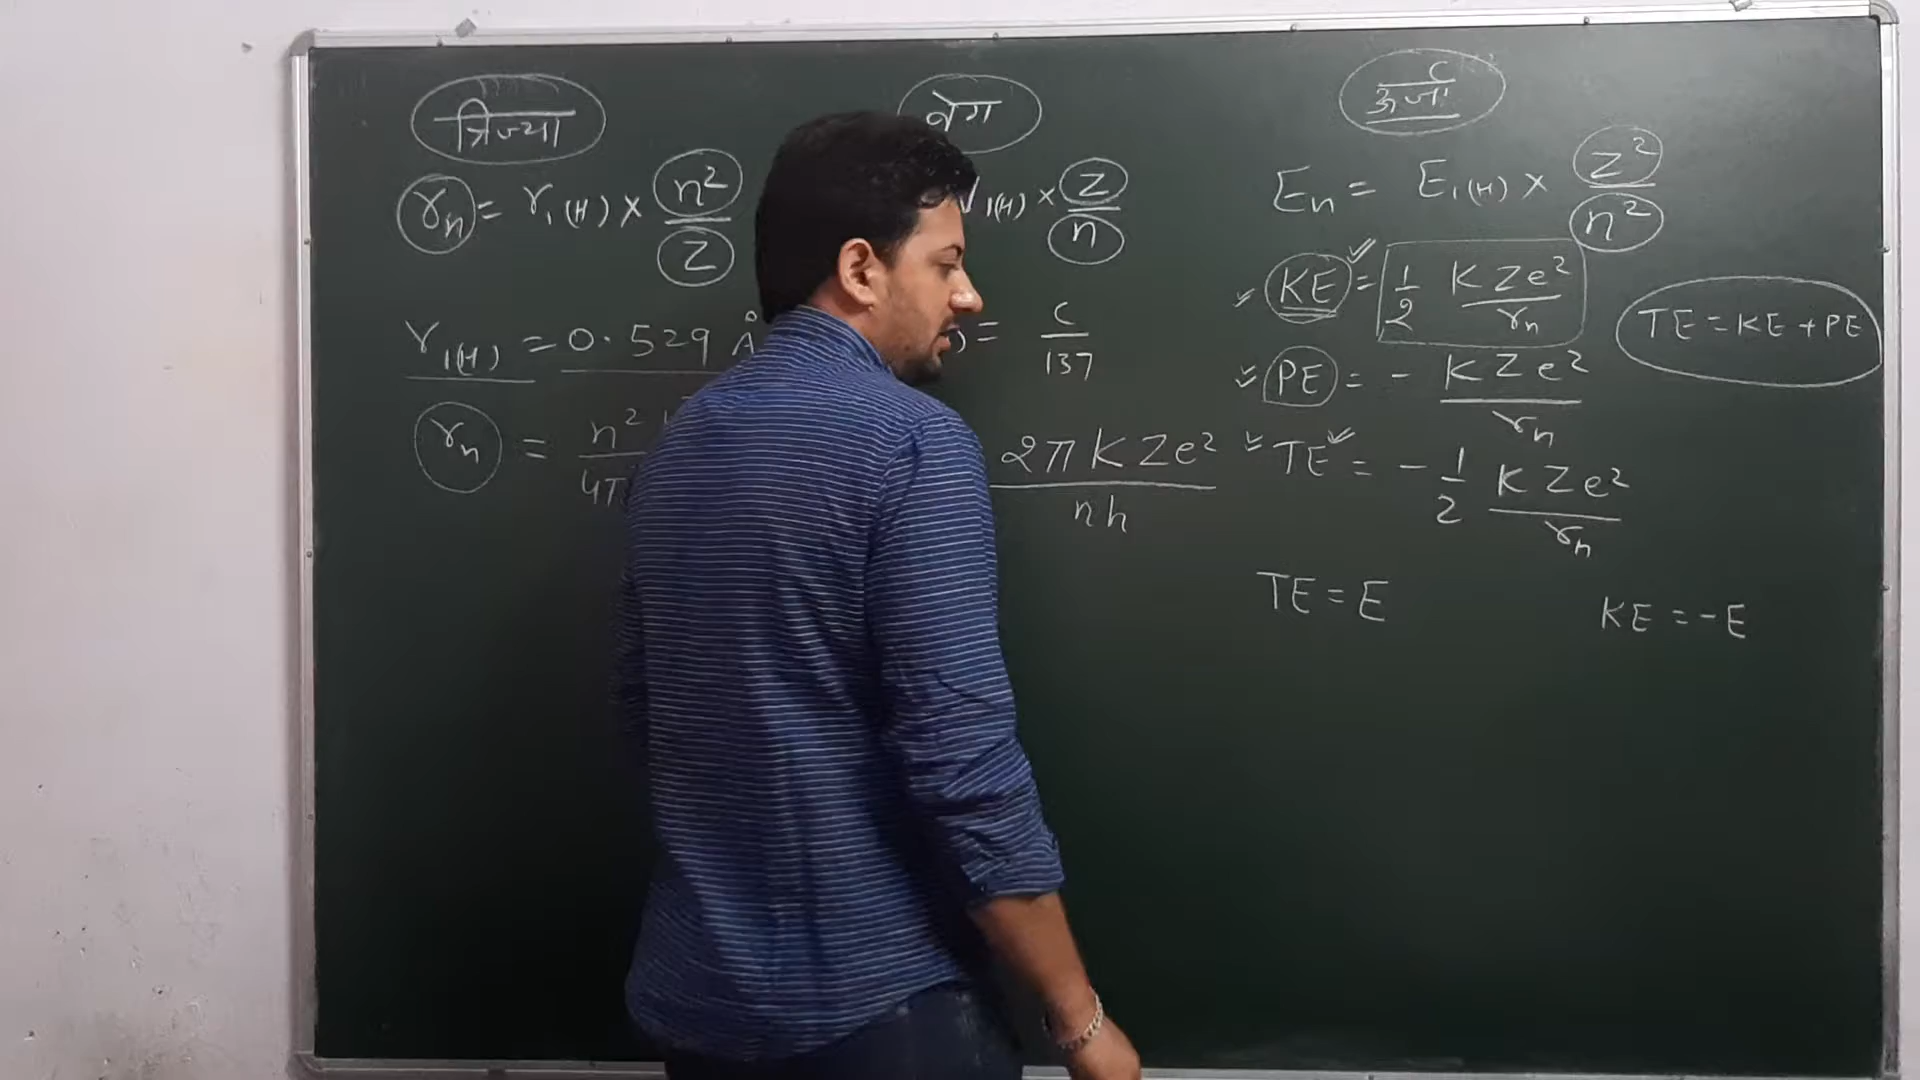 त्रिज्या
rn = r1(H) × n²/Z
r1(H) = 0.529 Å
rn = n²
वेग
V1(H) × Z/n
) = C/137
2πKZe²/nh
ऊर्जा
En = E1(H) × Z²/n²
KE = 1/2 KZe²/rn
TE = KE + PE
PE = - KZe²/rn
TE = - 1/2 KZe²/rn
TE = E
KE = -E